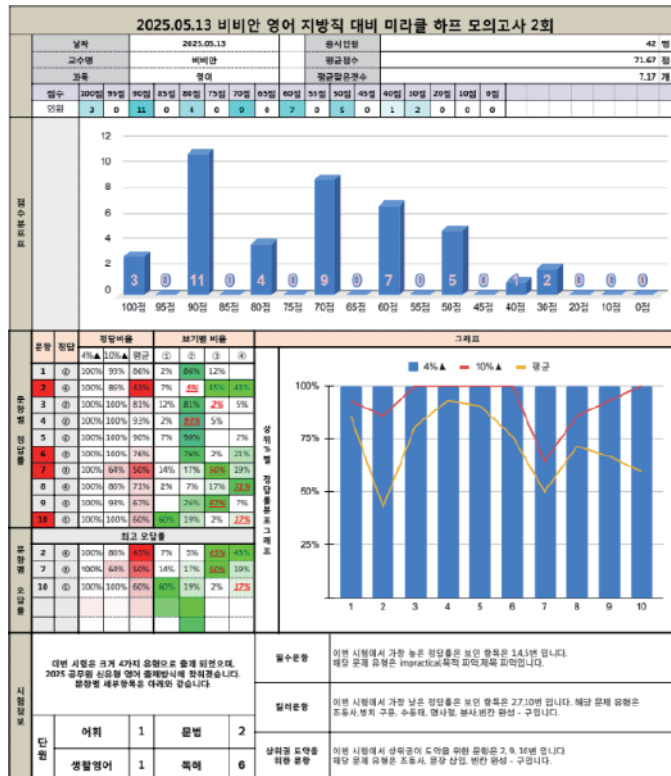 2025.05.13 비비안 영어 지방직 대비 미라클 하프 모의고사 2회
날짜 2025.05.13 응시인원 42 명
교수명 비비안 평균점수 71.67 점
과목 영어 평균맞은갯수 7.17 개
점수 100점 95점 90점 85점 80점 75점 70점 65점 60점 55점 50점 45점 40점 30점 20점 10점 0점
인원 3 0 11 0 4 0 9 0 7 0 5 0 1 2 0 0 0
점수분포표
12
10
8
6
4
2
0
3 0 11 0 4 0 9 0 7 0 5 0 1 2 0 0 0
100점 95점 90점 85점 80점 75점 70점 65점 60점 55점 50점 45점 40점 30점 20점 10점 0점
문항 정답 정답비율 보기별 비율 그래프
4%▲ 10%▲ 평균 ① ② ③ ④
문항별 정답률
1 ② 100% 93% 86% 2% 86% 12%
2 ④ 100% 86% 43% 7% 5% 45% 43%
3 ② 100% 100% 81% 12% 81% 2% 5%
4 ② 100% 100% 93% 2% 93% 5%
5 ② 100% 100% 90% 7% 90% 2%
6 100% 100% 76% 76% 2% 21%
7 ③ 100% 64% 50% 14% 17% 50% 19%
8 ④ 100% 86% 71% 2% 7% 17% 71%
9 ③ 100% 93% 67% 26% 67% 7%
10 ① 100% 100% 60% 60% 19% 2% 17%
최고 오답률
문항별 오답률
2 ④ 100% 86% 43% 7% 5% 45% 43%
7 ③ 100% 64% 50% 14% 17% 50% 19%
10 ① 100% 100% 60% 60% 19% 2% 17%
상위%별 정답률분포그래프
4%▲ 10%▲ 평균
100%
75%
50%
25%
1 2 3 4 5 6 7 8 9 10
시험정보
이번 시험은 크게 4가지 유형으로 출제 되었으며,
2025 공무원 신유형 영어 출제방식에 맞춰졌습니다.
문항별 세부항목은 아래와 같습니다.
단원
어휘 1 문법 2
생활영어 1 독해 6
필수문항
이번 시험에서 가장 높은 정답률은 보인 항목은 1,4,5번 입니다.
해당 문제 유형은 impractical,목적 파악,제목 파악입니다.
킬러문항
이번 시험에서 가장 낮은 정답률은 보인 항목은 2,7,10번 입니다. 해당 문제 유형은
조동사,병치 구문, 수동태, 명사절, 분사,빈칸 완성 - 구입니다.
상위권 도약을
위한 문항
이번 시험에서 상위권이 도약을 위한 문항은 2, 9, 10번 입니다
해당 문제 유형은 조동사, 문장 삽입, 빈칸 완성 - 구입니다.